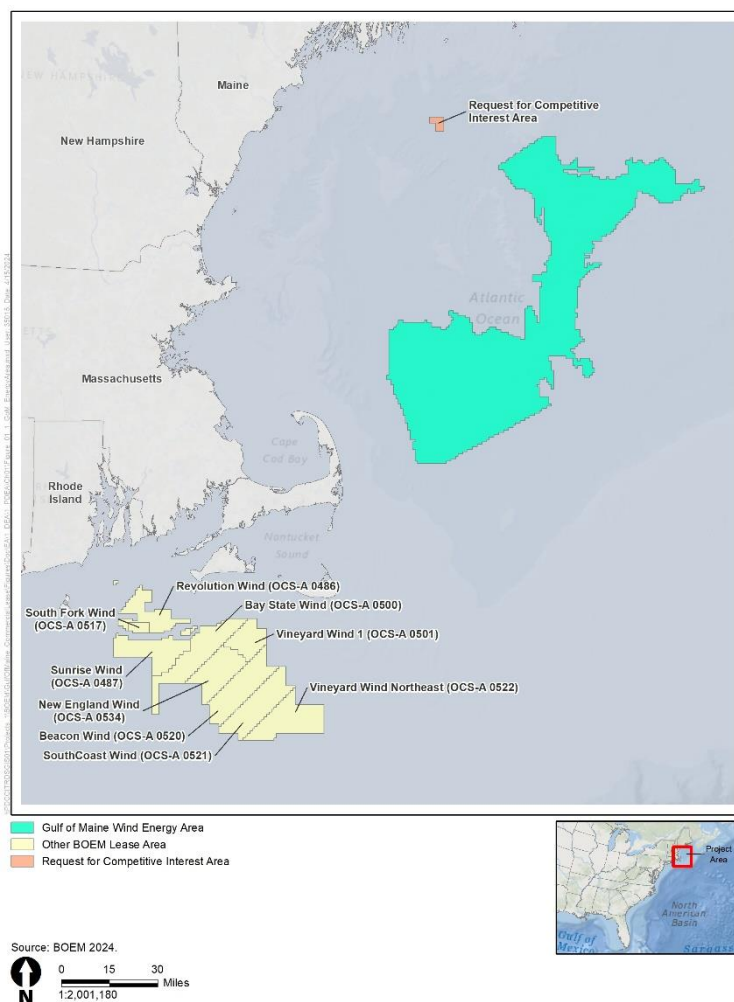 NEW HAMPSHIRE
MAINE
Maine
Request for Competitive
Interest Area
New Hampshire
Atlantic
Ocean
Massachusetts
Cape
Cod Bay
Rhode
Island
Nantucket
Sound
Revolution Wind (OCS-A 0486)
Bay State Wind (OCS-A 0500)
South Fork Wind
(OCS-A 0517)
Vineyard Wind 1 (OCS-A 0501)
Sunrise Wind
(OCS-A 0487)
New England Wind
(OCS-A 0534)
Vineyard Wind Northeast (OCS-A 0522)
Beacon Wind (OCS-A 0520)
SouthCoast Wind (OCS-A 0521)
Gulf of Maine Wind Energy Area
Other BOEM Lease Area
Request for Competitive Interest Area
Project
Area
North
American
Basin
Gulf of
Mexico
Sargass
Source: BOEM 2024.
N
0 15 30
Miles
1:2,001,180